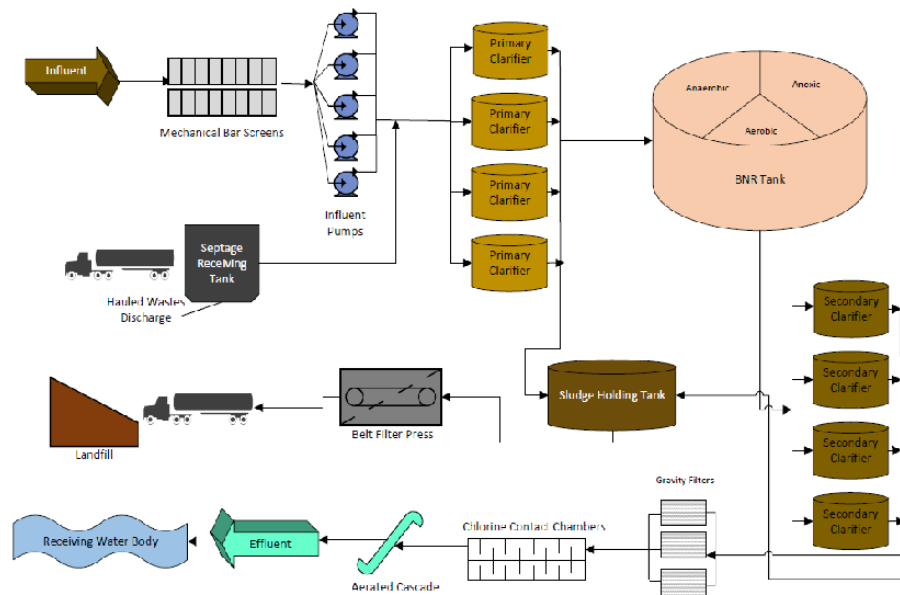 Influent
Mechanical Bar Screens
Influent
Pumps
Primary
Clarifier
Primary
Clarifier
Primary
Clarifier
Primary
Clarifier
Anaerobic
Anoxic
Aerobic
BNR Tank
Septage
Receiving
Tank
Hauled Wastes
Discharge
Secondary
Clarifier
Secondary
Clarifier
Secondary
Clarifier
Secondary
Clarifier
Sludge Holding Tank
Belt Filter Press
Landfill
Gravity Filters
Chlorine Contact Chambers
Aerated Cascade
Effluent
Receiving Water Body